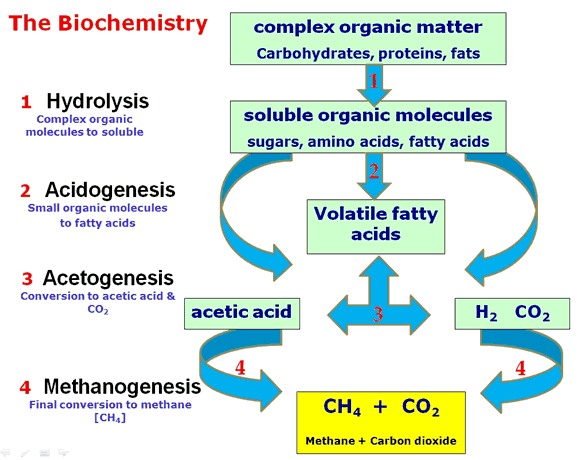 The Biochemistry
complex organic matter
Carbohydrates, proteins, fats
1
1 Hydrolysis
Complex organic
molecules to soluble
soluble organic molecules
sugars, amino acids, fatty acids
2
2 Acidogenesis
Small organic molecules
to fatty acids
Volatile fatty
acids
3 Acetogenesis
Conversion to acetic acid &
CO₂
acetic acid
3
H₂ CO₂
4
4
4 Methanogenesis
Final conversion to methane
[CH₄]
CH₄ + CO₂
Methane + Carbon dioxide